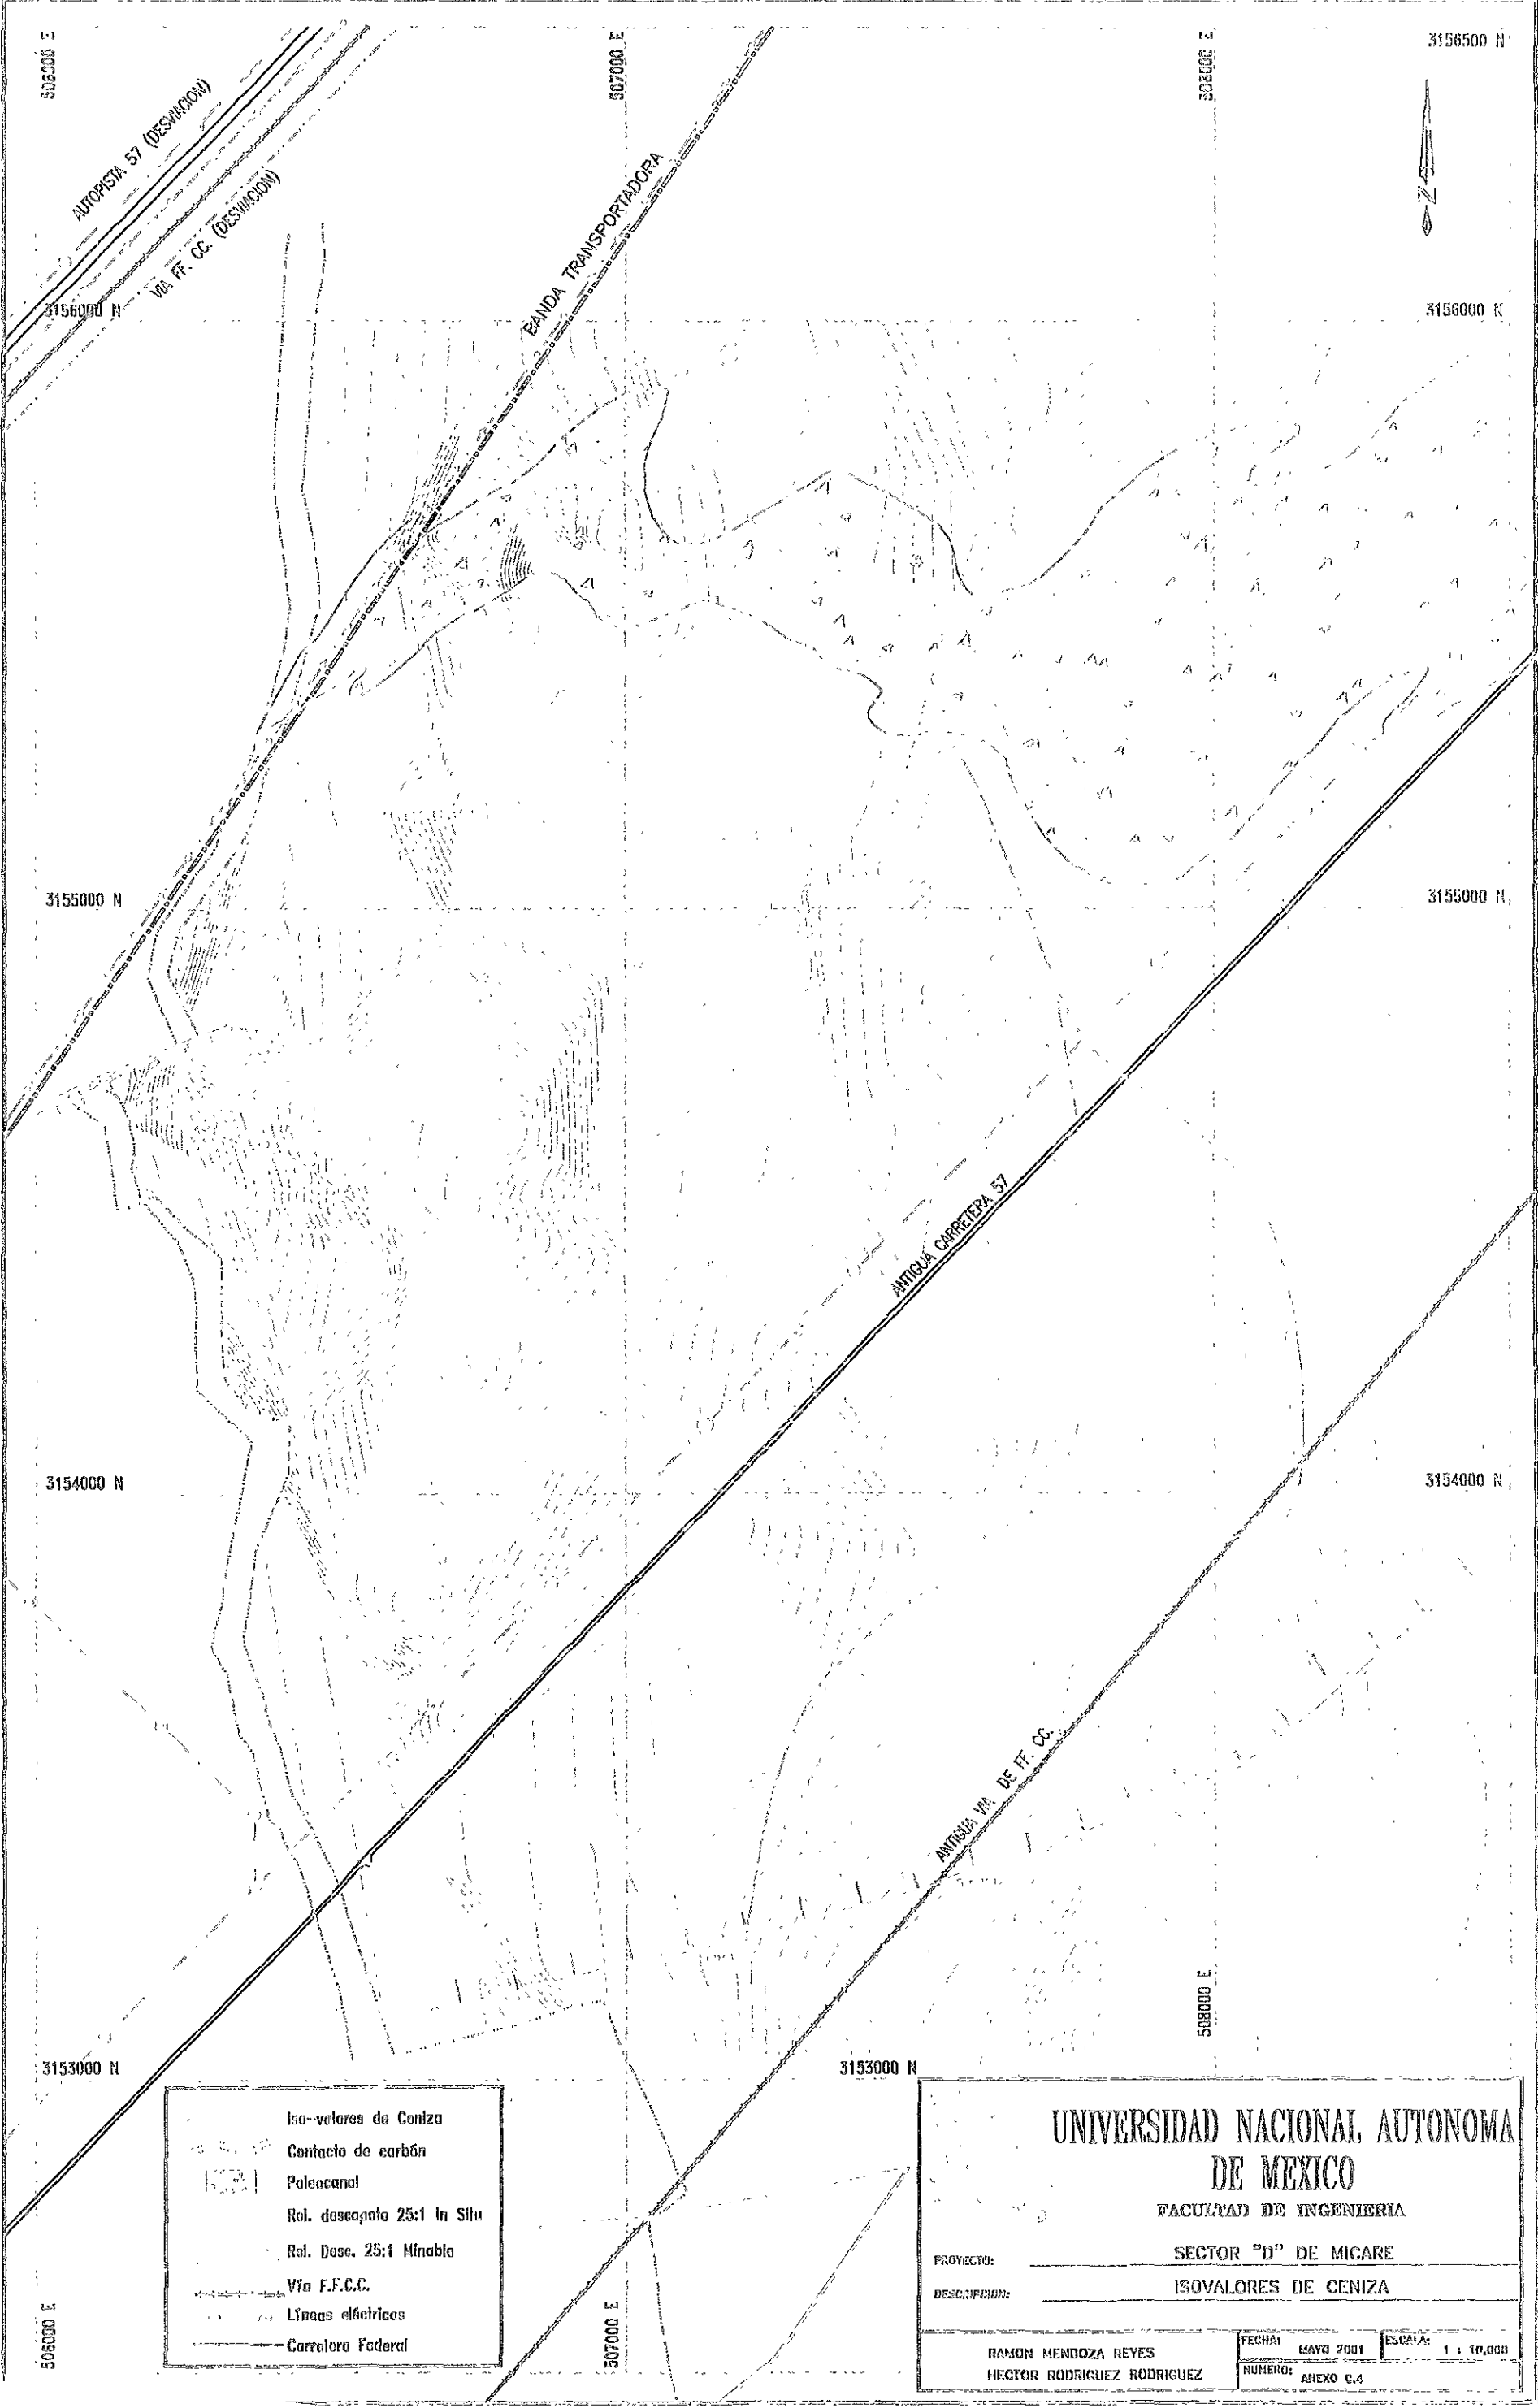 506000 E
507000 E
508000 E
3156500 N
AUTOPISTA 57 (DESVIACION)
VIA FF. CC. (DESVIACION)
BANDA TRANSPORTADORA
N
3156000 N
3156000 N
3155000 N
3155000 N
ANTIGUA CARRETERA 57
3154000 N
3154000 N
ANTIGUA VIA DE FF. CC.
508000 E
3153000 N
3153000 N
Iso-valores de Ceniza
Contacto de carbón
Paleocanal
Rel. descapote 25:1 In Situ
Rel. Desc. 25:1 Minable
Vía F.F.C.C.
Líneas eléctricas
Carretera Federal
506000 E
507000 E
UNIVERSIDAD NACIONAL AUTONOMA
DE MEXICO
FACULTAD DE INGENIERIA
PROYECTO: SECTOR "D" DE MICARE
DESCRIPCION: ISOVALORES DE CENIZA
RAMON MENDOZA REYES
HECTOR RODRIGUEZ RODRIGUEZ
FECHA: MAYO 2001
ESCALA: 1 : 10,000
NUMERO: ANEXO C.4